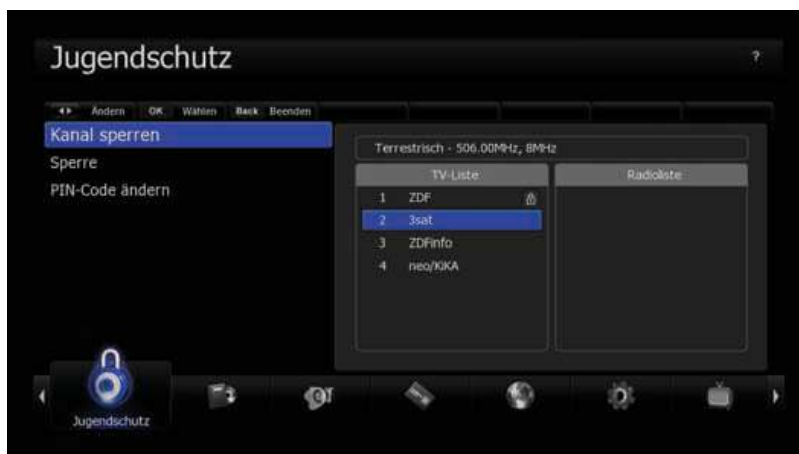 Jugendschutz
?
Ändern OK Wählen Back Beenden
Kanal sperren
Sperre
PIN-Code ändern
Terrestrisch - 506.00MHz, 8MHz
TV-Liste
Radioliste
1 ZDF
2 3sat
3 ZDFinfo
4 neo/KiKA
Jugendschutz